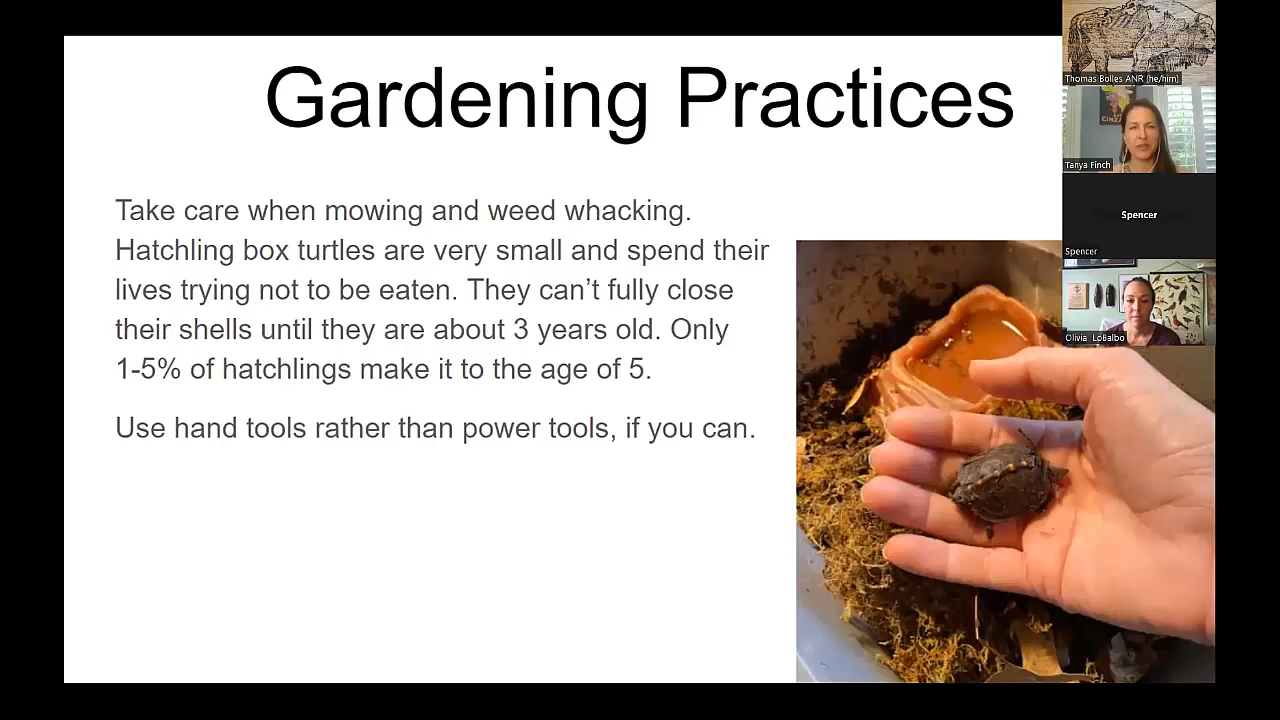 Gardening Practices
Take care when mowing and weed whacking.
Hatchling box turtles are very small and spend their
lives trying not to be eaten. They can’t fully close
their shells until they are about 3 years old. Only
1-5% of hatchlings make it to the age of 5.
Use hand tools rather than power tools, if you can.
Thomas Bolles ANR (he/him)
CINZA
Tanya Finch
Spencer
Spencer
Olivia LoBalbo